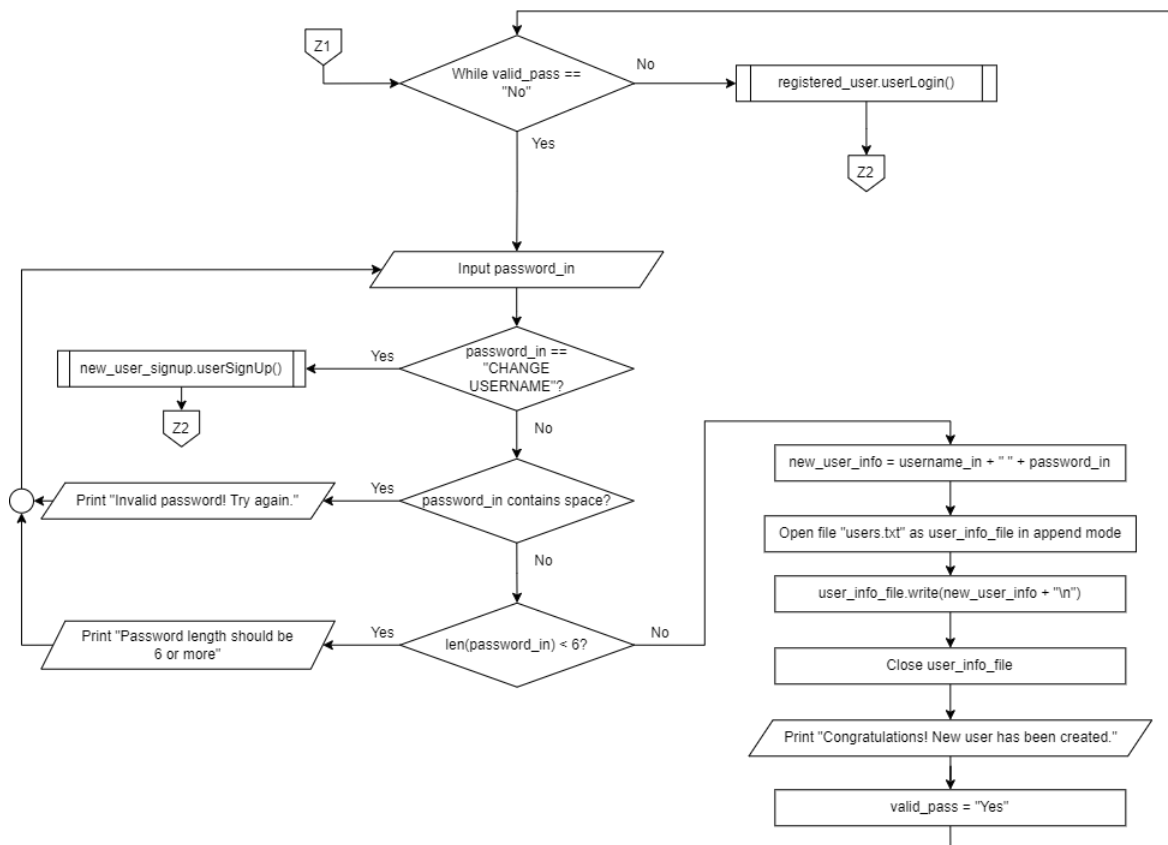 Z1
While valid_pass ==
"No"
No
registered_user.userLogin()
Yes
Z2
Input password_in
password_in ==
"CHANGE
USERNAME"?
Yes
new_user_signup.userSignUp()
Z2
No
password_in contains space?
Yes
Print "Invalid password! Try again."
No
len(password_in) < 6?
Yes
Print "Password length should be
6 or more"
No
new_user_info = username_in + " " + password_in
Open file "users.txt" as user_info_file in append mode
user_info_file.write(new_user_info + "\n")
Close user_info_file
Print "Congratulations! New user has been created."
valid_pass = "Yes"